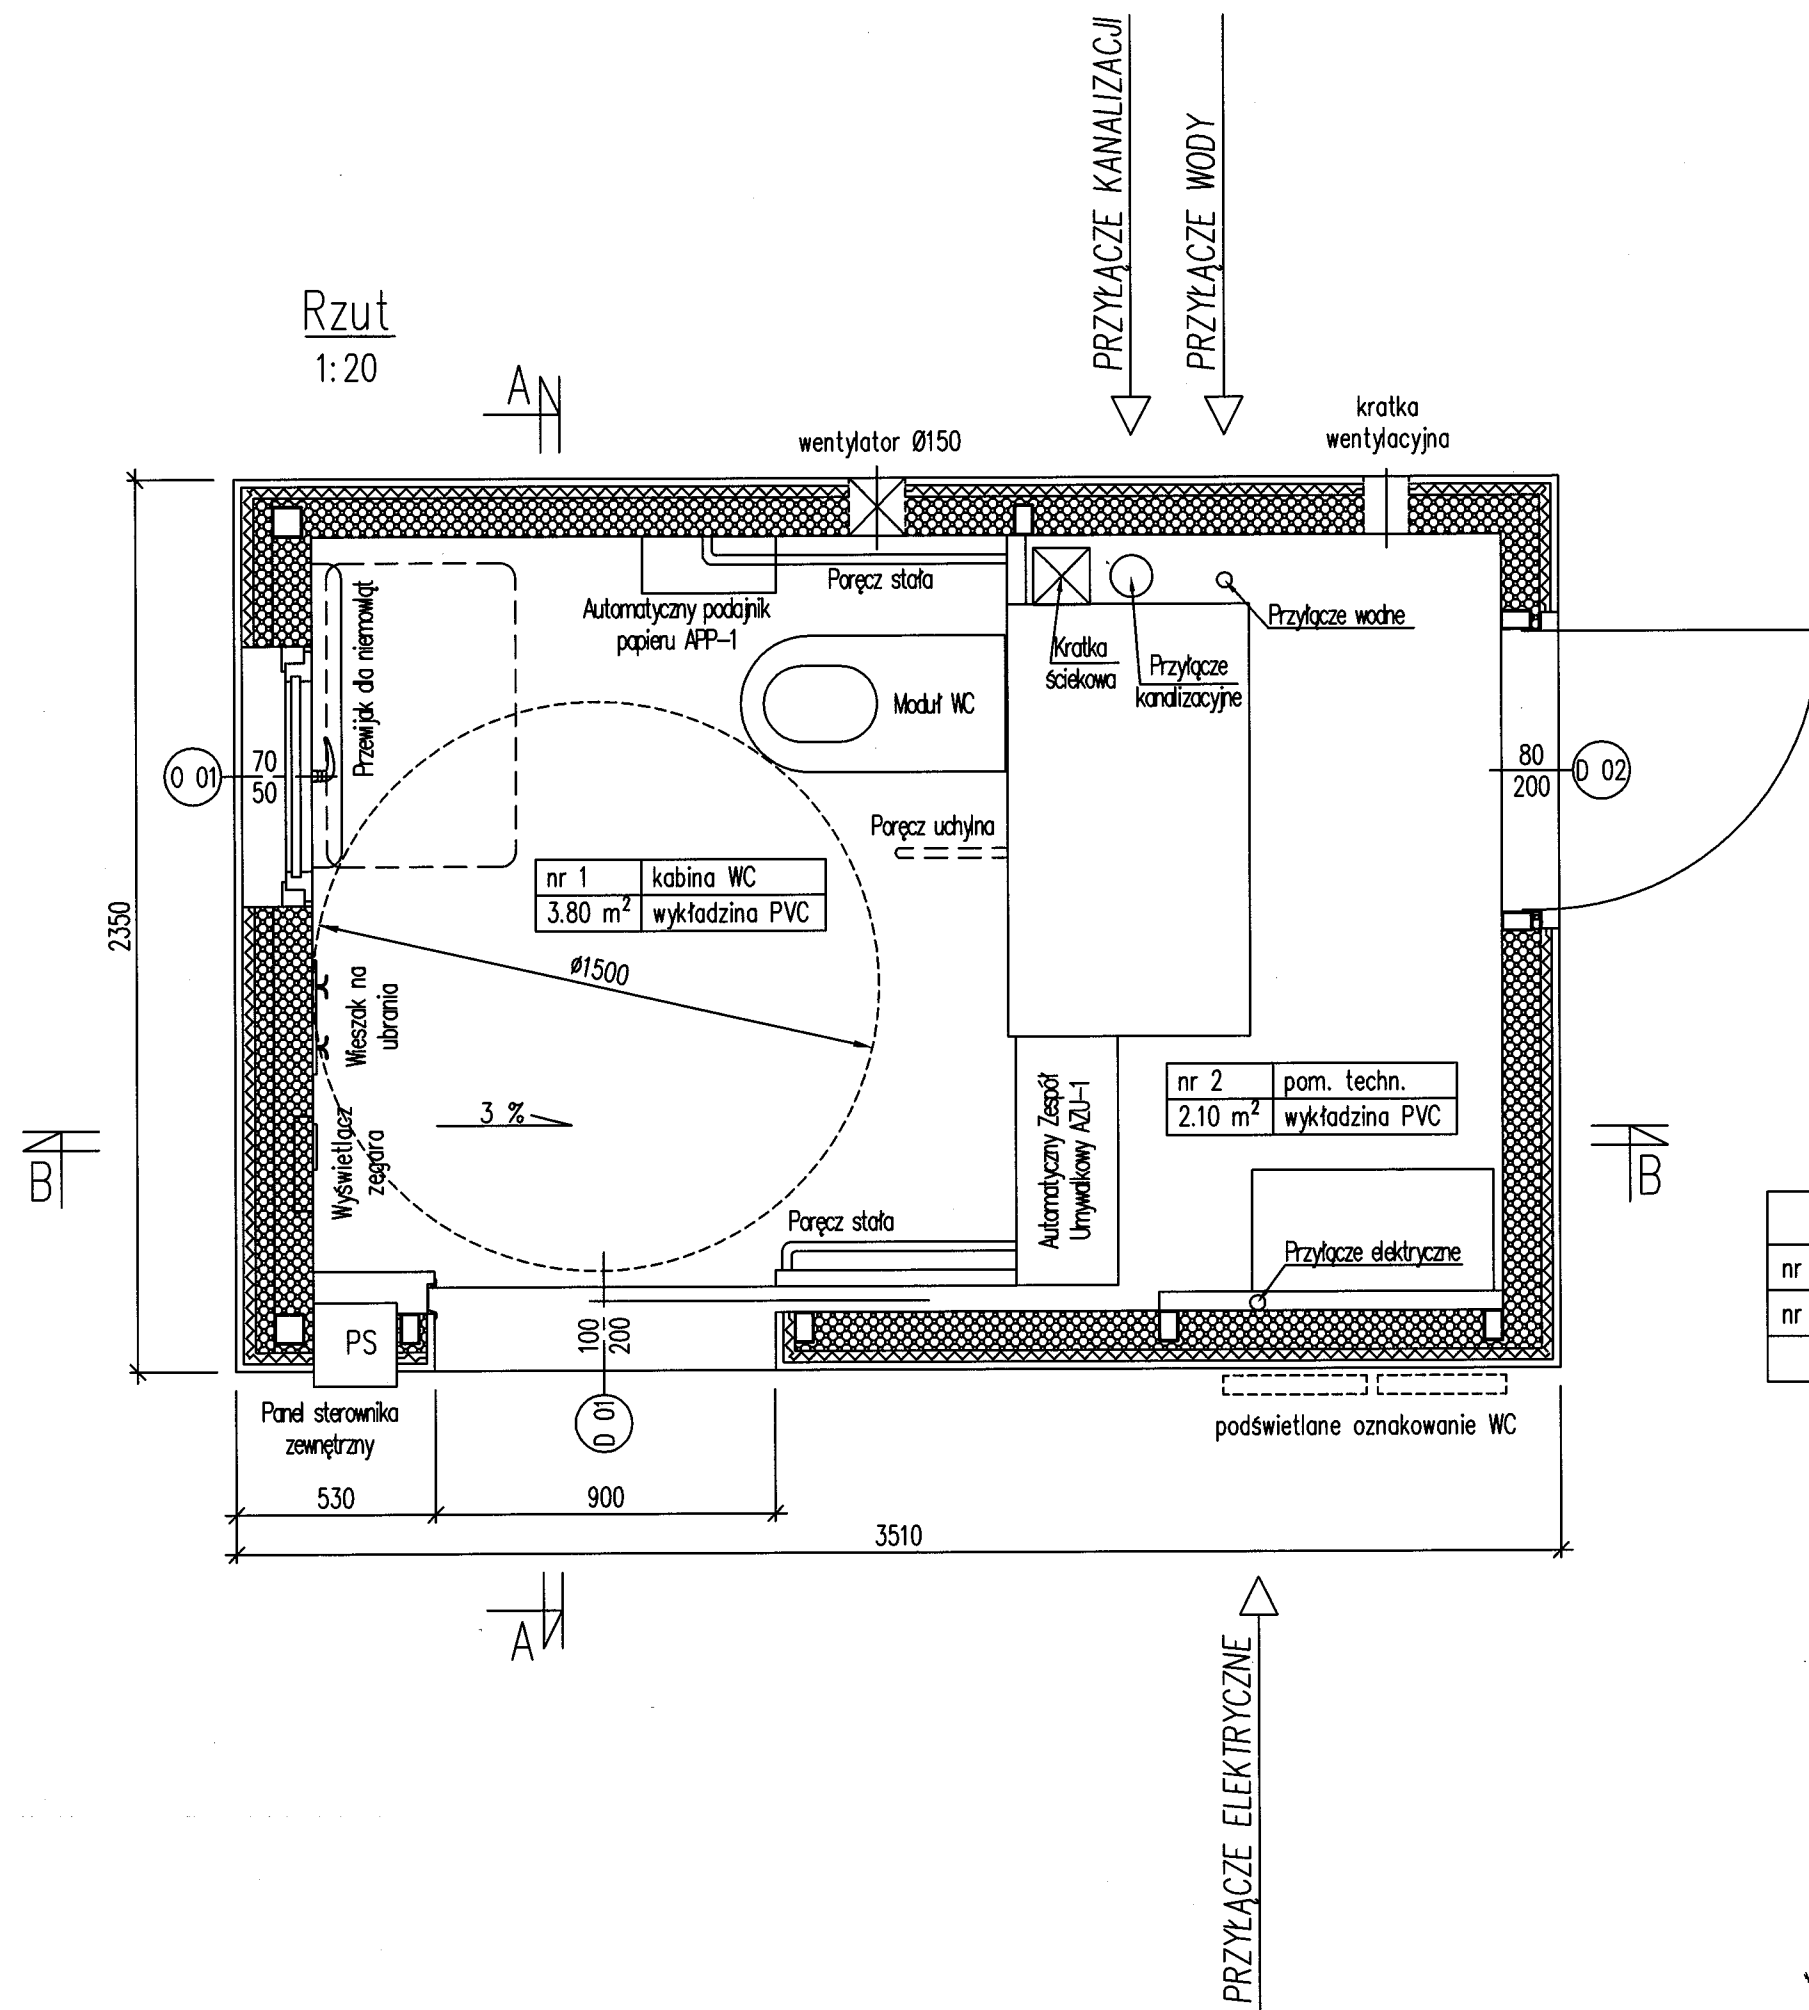 PRZYŁĄCZE KANALIZACJI
PRZYŁĄCZE WODY
Rzut
1:20
A
wentylator Ø150
kratka
wentylacyjna
Poręcz stała
Automatyczny podajnik
papieru APP-1
Przewijak dla niemowląt
Przyłącze wodne
Kratka
ściekowa
Przyłącze
kanalizacyjne
Moduł WC
O 01
70
50
80
200
D 02
Poręcz uchylna
nr 1 kabina WC
3.80 m² wykładzina PVC
2350
Ø1500
Wieszak na
ubrania
nr 2 pom. techn.
2.10 m² wykładzina PVC
3 %
Wyświetlacz
zegara
Automatyczny Zespół
Umywalkowy AZU-1
B
B
Poręcz stała
Przyłącze elektryczne
nr
nr
PS
100
200
D 01
Panel sterownika
zewnętrzny
podświetlane oznakowanie WC
530
900
3510
A
PRZYŁĄCZE ELEKTRYCZNE